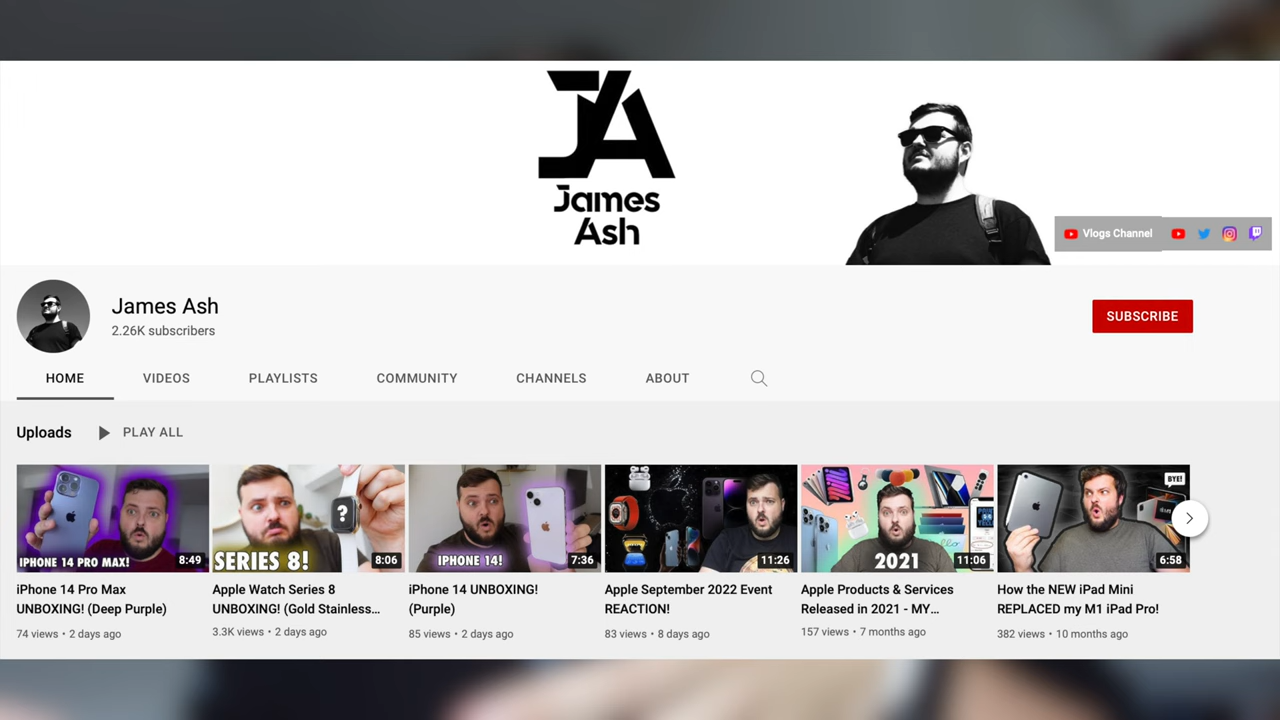 JA
James
Ash
Vlogs Channel
James Ash
2.26K subscribers
SUBSCRIBE
HOME
VIDEOS
PLAYLISTS
COMMUNITY
CHANNELS
ABOUT
Uploads
PLAY ALL
IPHONE 14 PRO MAX!
8:49
SERIES 8!
?
8:06
IPHONE 14!
7:36
11:26
2021
11:06
BYE!
6:58
iPhone 14 Pro Max
UNBOXING! (Deep Purple)
74 views • 2 days ago
Apple Watch Series 8
UNBOXING! (Gold Stainless...
3.3K views • 2 days ago
iPhone 14 UNBOXING!
(Purple)
85 views • 2 days ago
Apple September 2022 Event
REACTION!
83 views • 8 days ago
Apple Products & Services
Released in 2021 - MY...
157 views • 7 months ago
How the NEW iPad Mini
REPLACED my M1 iPad Pro!
382 views • 10 months ago